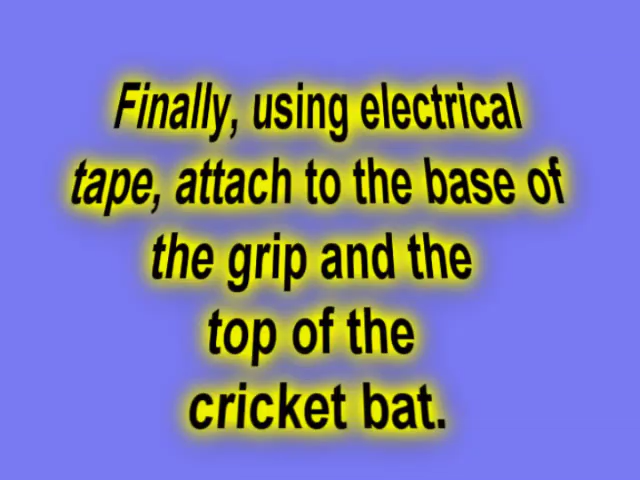 Finally, using electrical
tape, attach to the base of
the grip and the
top of the
cricket bat.